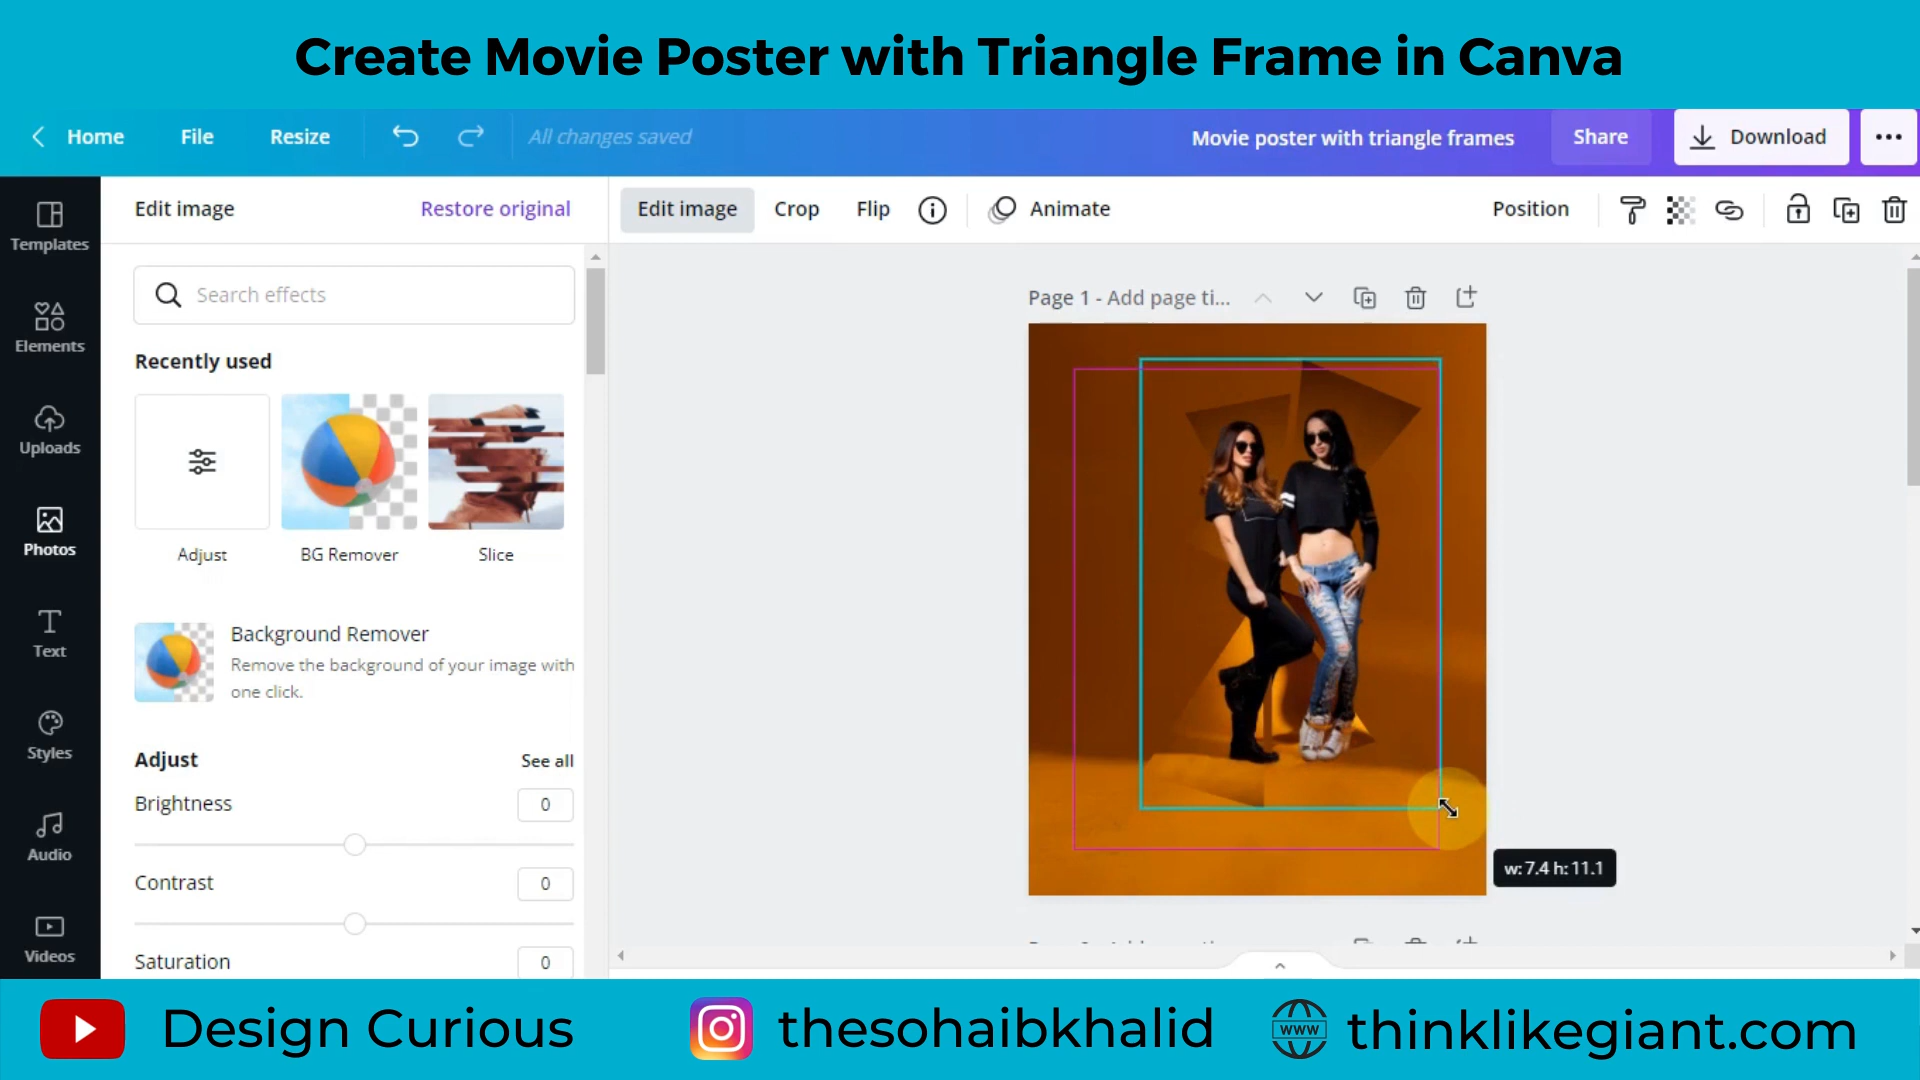 Create Movie Poster with Triangle Frame in Canva
Home File Resize All changes saved Movie poster with triangle frames Share Download
Edit image Restore original Edit image Crop Flip Animate Position
Templates
Elements
Uploads
Photos
Text
Styles
Audio
Videos
Search effects
Recently used
Adjust BG Remover Slice
Background Remover
Remove the background of your image with
one click.
Adjust See all
Brightness 0
Contrast 0
Saturation 0
Page 1 - Add page ti...
w: 7.4 h: 11.1
Design Curious thesohaibkhalid www thinklikegiant.com